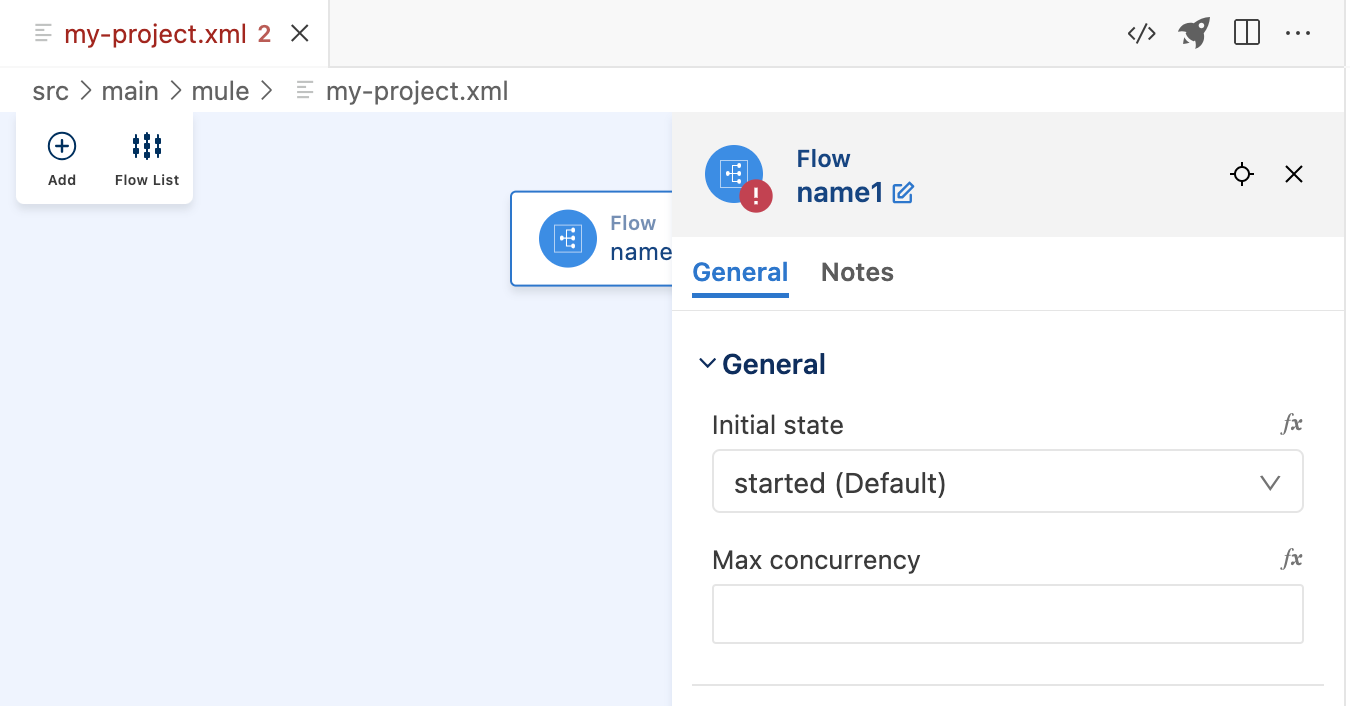 my-project.xml 2
src > main > mule > my-project.xml
Add
Flow List
Flow
name
Flow
name1
General Notes
General
Initial state fx
started (Default)
Max concurrency fx